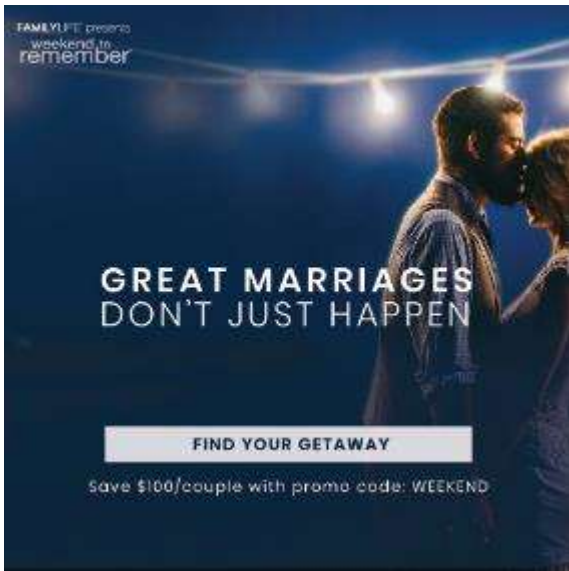 FAMILYLIFE presents
weekend to
remember
GREAT MARRIAGES
DON'T JUST HAPPEN
FIND YOUR GETAWAY
Save $100/couple with promo code: WEEKEND